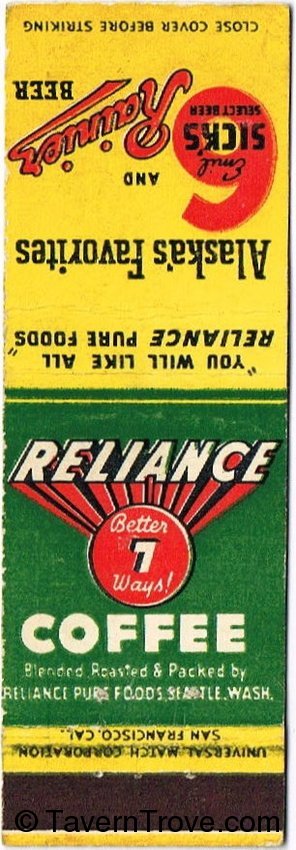 "YOU WILL LIKE ALL
RELIANCE PURE FOODS"
Alaska's Favorites
6
Emil
SICK'S
SELECT BEER
AND
Rainier
BEER
CLOSE COVER BEFORE STRIKING
RELIANCE
Better
7
Ways!
COFFEE
Blended, Roasted & Packed by
RELIANCE PURE FOODS, SEATTLE, WASH.
UNIVERSAL MATCH CORPORATION
SAN FRANCISCO, CAL.
© TavernTrove.com